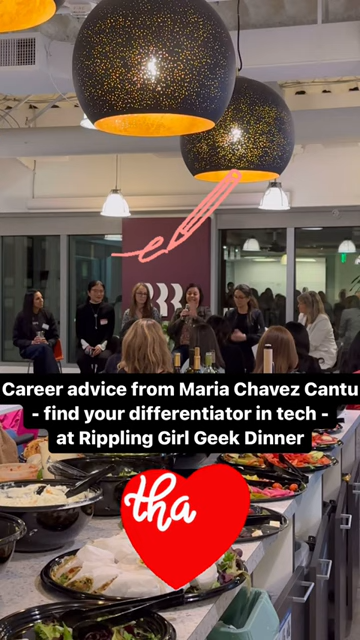 Career advice from Maria Chavez Cantu
- find your differentiator in tech -
at Rippling Girl Geek Dinner
tha